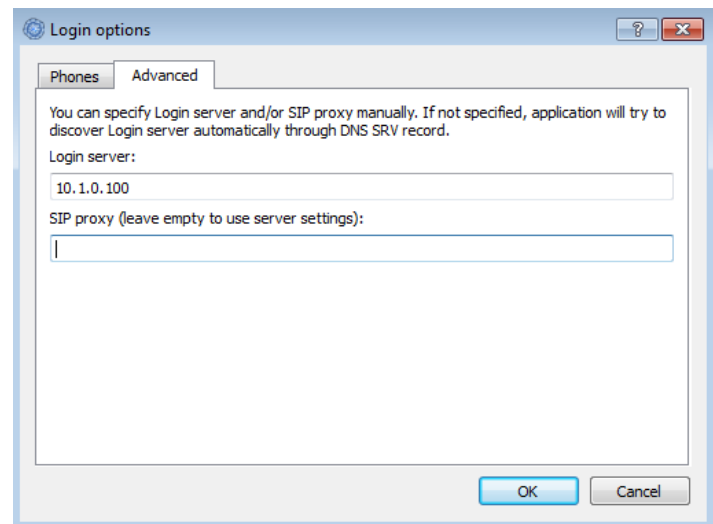 Login options
Phones Advanced
You can specify Login server and/or SIP proxy manually. If not specified, application will try to
discover Login server automatically through DNS SRV record.
Login server:
10.1.0.100
SIP proxy (leave empty to use server settings):
OK Cancel